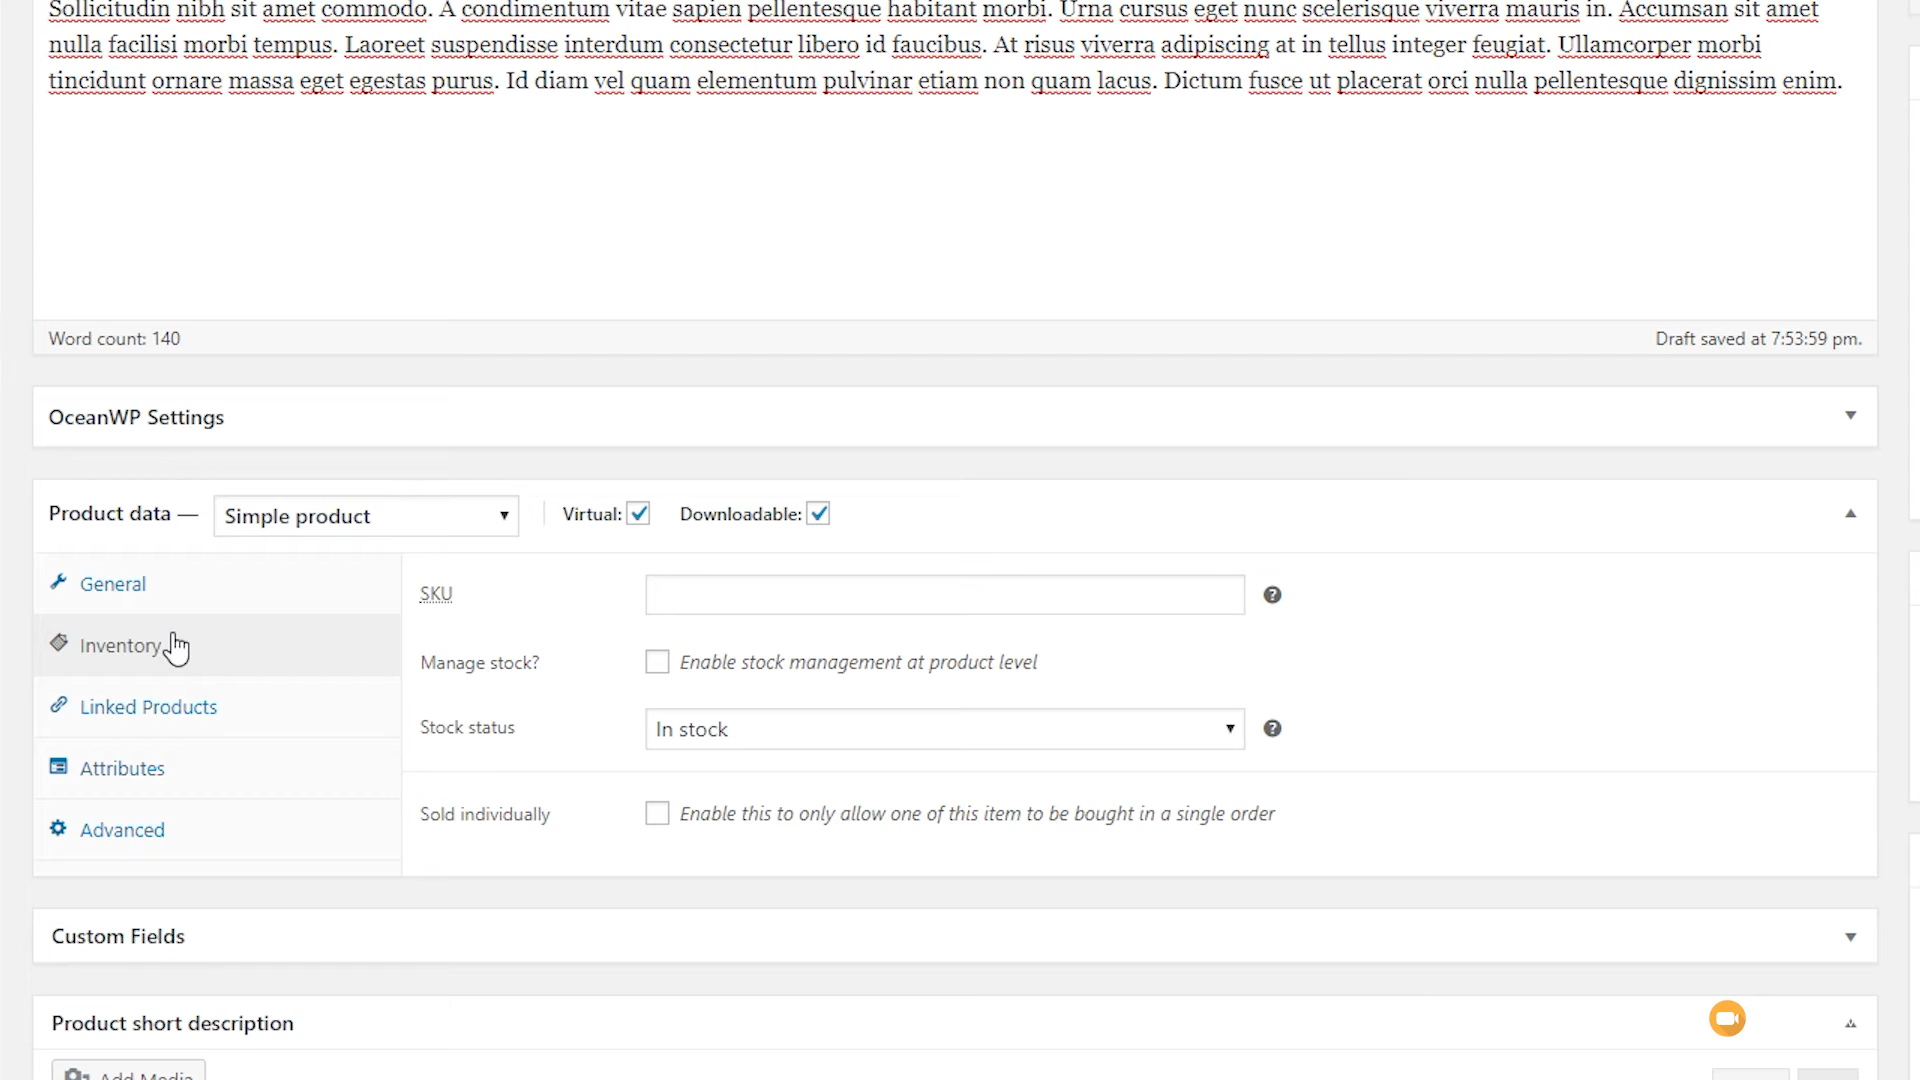 Sollicitudin nibh sit amet commodo. A condimentum vitae sapien pellentesque habitant morbi. Urna cursus eget nunc scelerisque viverra mauris in. Accumsan sit amet
nulla facilisi morbi tempus. Laoreet suspendisse interdum consectetur libero id faucibus. At risus viverra adipiscing at in tellus integer feugiat. Ullamcorper morbi
tincidunt ornare massa eget egestas purus. Id diam vel quam elementum pulvinar etiam non quam lacus. Dictum fusce ut placerat orci nulla pellentesque dignissim enim.
Word count: 140
Draft saved at 7:53:59 pm.
OceanWP Settings
Product data — Simple product Virtual: Downloadable:
General
Inventory
Linked Products
Attributes
Advanced
SKU
Manage stock? Enable stock management at product level
Stock status In stock
Sold individually Enable this to only allow one of this item to be bought in a single order
Custom Fields
Product short description
Add Media